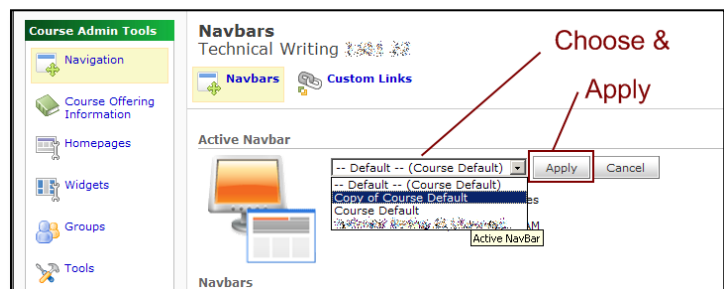 Course Admin Tools
Navigation
Course Offering
Information
Homepages
Widgets
Groups
Tools
Navbars
Technical Writing
Navbars
Custom Links
Choose &
Apply
Active Navbar
-- Default -- (Course Default)
Apply
Cancel
-- Default -- (Course Default)
Copy of Course Default
es
Course Default
AM
Active NavBar
Navbars